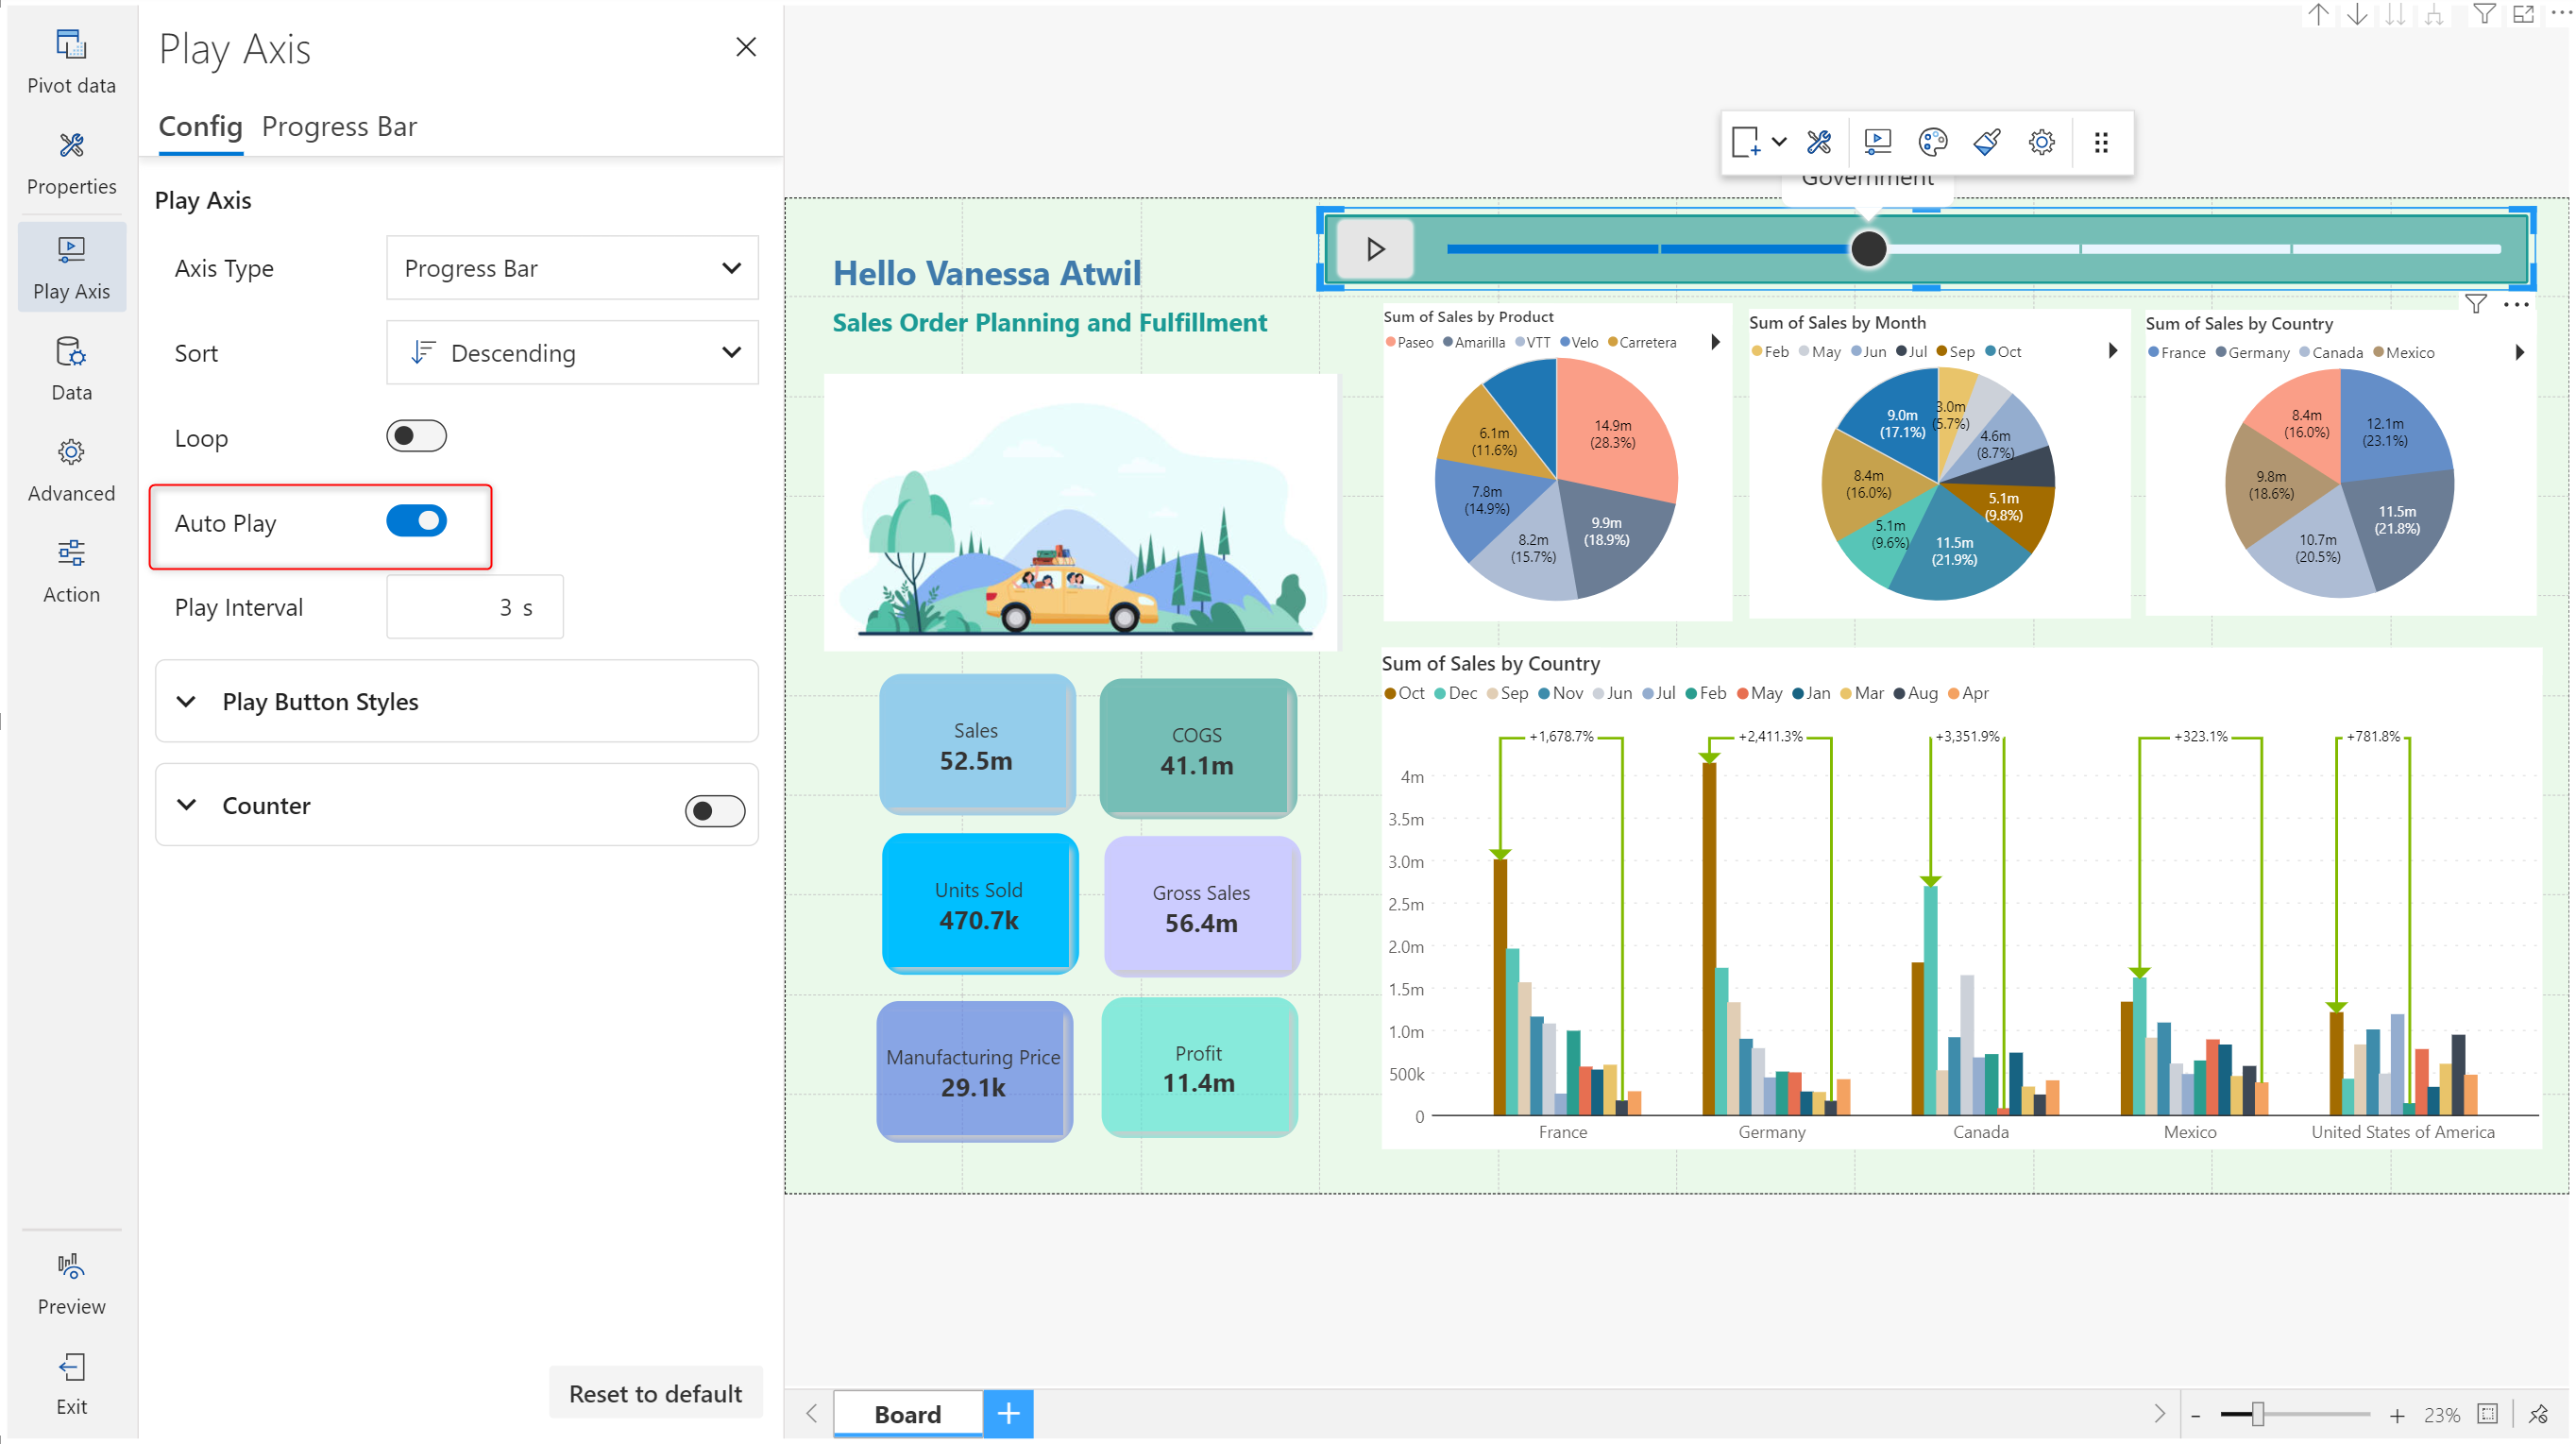 Pivot data
Properties
Play Axis
Data
Advanced
Action
Preview
Exit
Play Axis
Config Progress Bar
Play Axis
Axis Type Progress Bar
Sort Descending
Loop
Auto Play
Play Interval 3 s
Play Button Styles
Counter
Reset to default
Government
Hello Vanessa Atwil
Sales Order Planning and Fulfillment
Sales
52.5m
COGS
41.1m
Units Sold
470.7k
Gross Sales
56.4m
Manufacturing Price
29.1k
Profit
11.4m
Sum of Sales by Product
Paseo Amarilla VTT Velo Carretera
14.9m
(28.3%)
9.9m
(18.9%)
8.2m
(15.7%)
7.8m
(14.9%)
6.1m
(11.6%)
Sum of Sales by Month
Feb May Jun Jul Sep Oct
3.0m
(5.7%)
4.6m
(8.7%)
5.1m
(9.8%)
11.5m
(21.9%)
5.1m
(9.6%)
8.4m
(16.0%)
9.0m
(17.1%)
Sum of Sales by Country
France Germany Canada Mexico
12.1m
(23.1%)
11.5m
(21.8%)
10.7m
(20.5%)
9.8m
(18.6%)
8.4m
(16.0%)
Sum of Sales by Country
Oct Dec Sep Nov Jun Jul Feb May Jan Mar Aug Apr
+1,678.7% +2,411.3% +3,351.9% +323.1% +781.8%
4m
3.5m
3.0m
2.5m
2.0m
1.5m
1.0m
500k
0
France Germany Canada Mexico United States of America
Board
- + 23%